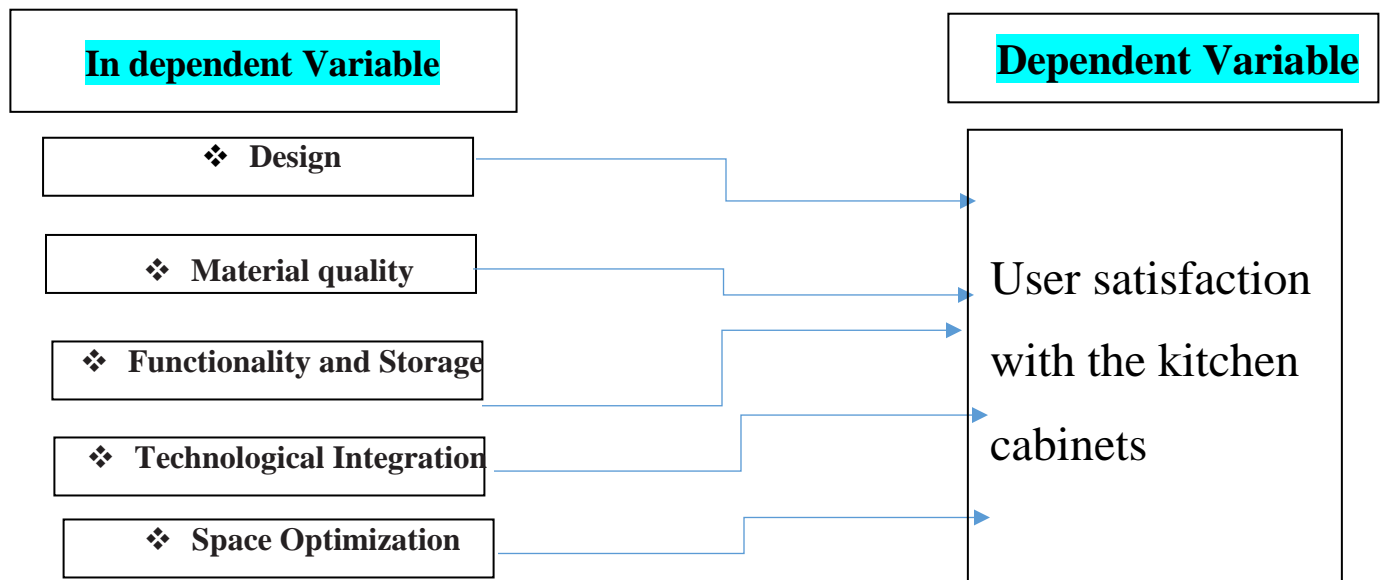 In dependent Variable
Dependent Variable
❖ Design
❖ Material quality
❖ Functionality and Storage
❖ Technological Integration
❖ Space Optimization
User satisfaction
with the kitchen
cabinets